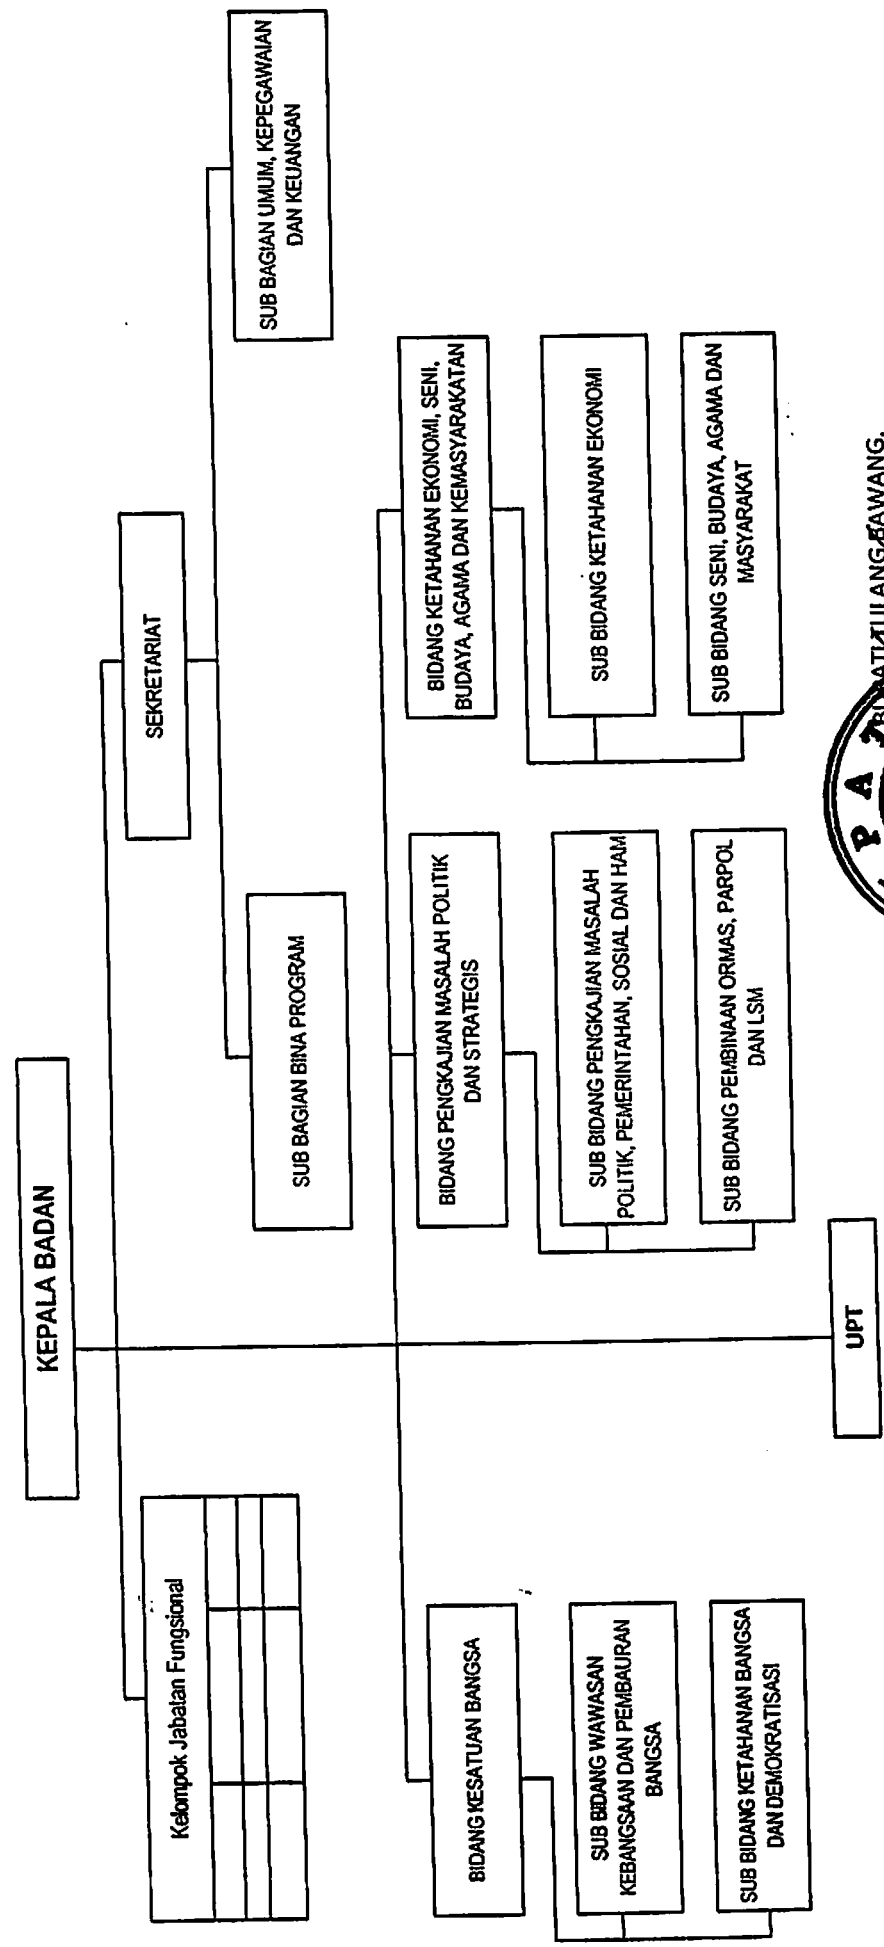 KEPALA BADAN
Kelompok Jabatan Fungsional
SEKRETARIAT
SUB BAGIAN BINA PROGRAM
SUB BAGIAN UMUM, KEPEGAWAIAN
DAN KEUANGAN
BIDANG KESATUAN BANGSA
SUB BIDANG WAWASAN
KEBANGSAAN DAN PEMBAURAN
BANGSA
SUB BIDANG KETAHANAN BANGSA
DAN DEMOKRATISASI
BIDANG PENGKAJIAN MASALAH POLITIK
DAN STRATEGIS
SUB BIDANG PENGKAJIAN MASALAH
POLITIK, PEMERINTAHAN, SOSIAL DAN HAM
SUB BIDANG PEMBINAAN ORMAS, PARPOL
DAN LSM
BIDANG KETAHANAN EKONOMI, SENI,
BUDAYA, AGAMA DAN KEMASYARAKATAN
SUB BIDANG KETAHANAN EKONOMI
SUB BIDANG SENI, BUDAYA, AGAMA DAN
MASYARAKAT
UPT
BUPATI TULANG BAWANG,